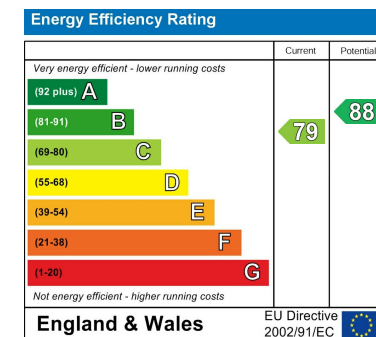 Energy Efficiency Rating
Current Potential
Very energy efficient - lower running costs
(92 plus) A
(81-91) B
(69-80) C
(55-68) D
(39-54) E
(21-38) F
(1-20) G
79
88
Not energy efficient - higher running costs
England & Wales
EU Directive
2002/91/EC